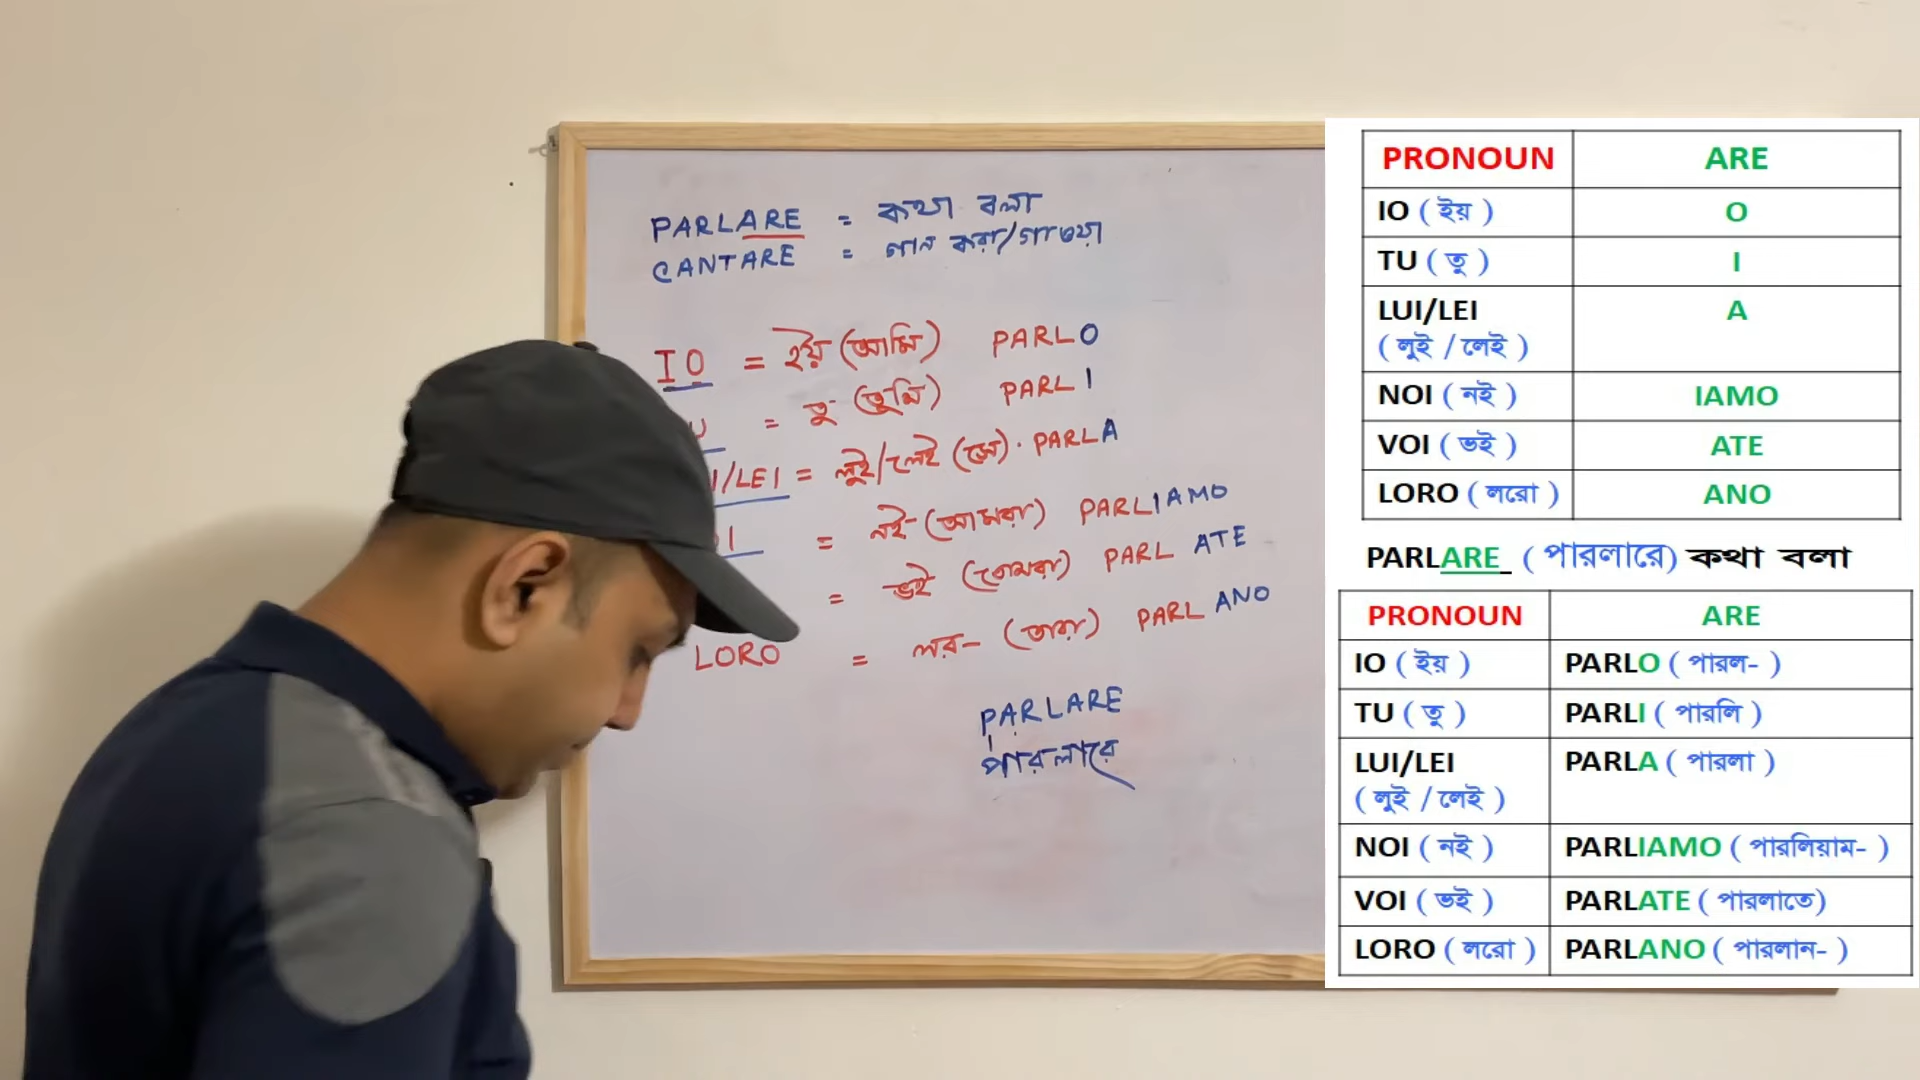 PARLARE = কথা বলা
CANTARE = গান করা/গাওয়া
IO = ইয় (আমি) PARLO
= তু (তুমি) PARLI
/LEI = লুই/লেই (সে) · PARLA
= নই- (আমরা) PARLIAMO
= ভই (তোমরা) PARL ATE
LORO = লর- (তারা) PARL ANO
PARLARE
পারলারে
PRONOUN ARE
IO ( ইয় ) O
TU ( তু ) I
LUI/LEI A
( লুই / লেই )
NOI ( নই ) IAMO
VOI ( ভই ) ATE
LORO ( লরো ) ANO
PARLARE_ ( পারলারে) কথা বলা
PRONOUN ARE
IO ( ইয় ) PARLO ( পারল- )
TU ( তু ) PARLI ( পারলি )
LUI/LEI PARLA ( পারলা )
( লুই / লেই )
NOI ( নই ) PARLIAMO ( পারলিয়াম- )
VOI ( ভই ) PARLATE ( পারলাতে)
LORO ( লরো ) PARLANO ( পারলান- )